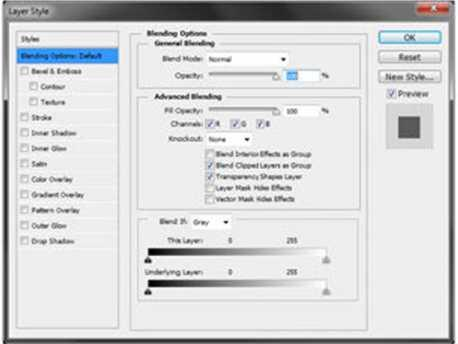 Layer Style
Styles
Blending Options: Default
Bevel & Emboss
Contour
Texture
Stroke
Inner Shadow
Inner Glow
Satin
Color Overlay
Gradient Overlay
Pattern Overlay
Outer Glow
Drop Shadow
Blending Options
General Blending
Blend Mode: Normal
Opacity: 100 %
Advanced Blending
Fill Opacity: 100 %
Channels: R G B
Knockout: None
Blend Interior Effects as Group
Blend Clipped Layers as Group
Transparency Shapes Layer
Layer Mask Hides Effects
Vector Mask Hides Effects
Blend If: Gray
This Layer: 0 255
Underlying Layer: 0 255
OK
Reset
New Style...
Preview